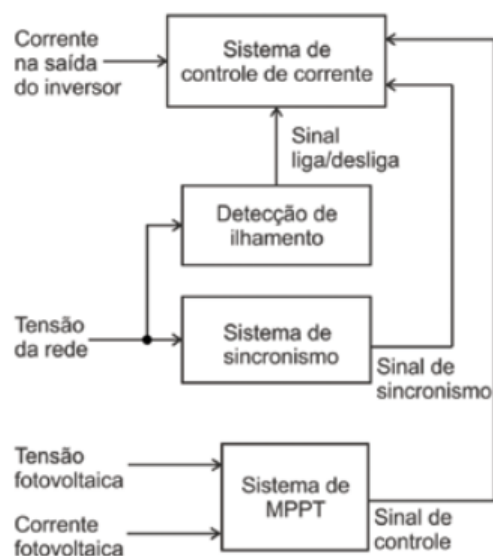 Corrente
na saída
do inversor
Sistema de
controle de corrente
Sinal
liga/desliga
Detecção de
ilhamento
Tensão
da rede
Sistema de
sincronismo
Sinal de
sincronismo
Tensão
fotovoltaica
Corrente
fotovoltaica
Sistema de
MPPT
Sinal de
controle